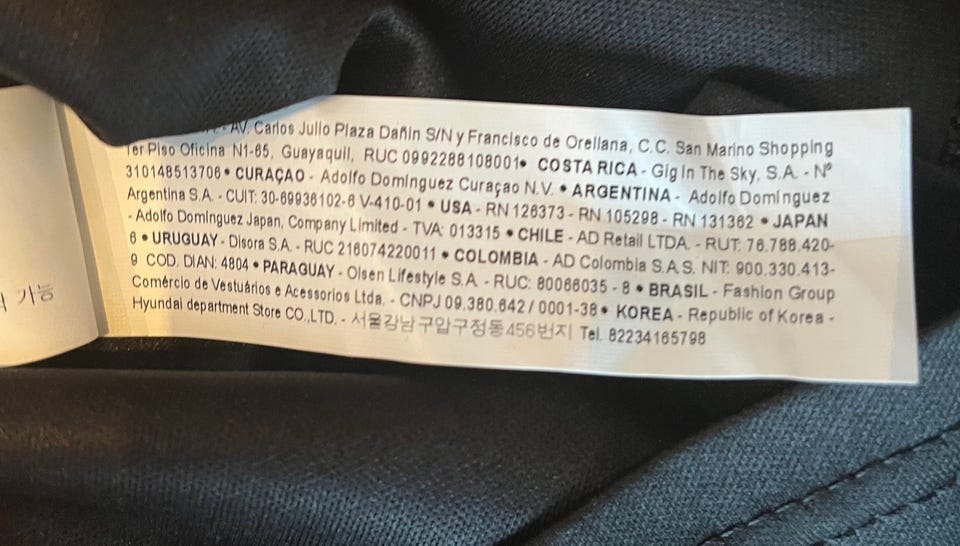 AV. Carlos Julio Plaza Dañin S/N y Francisco de Orellana, C.C. San Marino Shopping
1er Piso Oficina N1-65, Guayaquil, RUC 0992288108001• COSTA RICA - Gig In The Sky, S.A. - Nº
310148513706 • CURAÇAO - Adolfo Domínguez Curaçao N.V. • ARGENTINA - Adolfo Domínguez
Argentina S.A. - CUIT: 30-69936102-6 V-410-01 • USA - RN 126373 - RN 105298 - RN 131362 • JAPAN
- Adolfo Domínguez Japan, Company Limited - TVA: 013315 • CHILE - AD Retail LTDA. - RUT: 76.788.420-
6 • URUGUAY - Disora S.A. - RUC 216074220011 • COLOMBIA - AD Colombia S.A.S. NIT: 900.330.413-
9 COD. DIAN: 4804 • PARAGUAY - Olsen Lifestyle S.A - RUC: 80066035 - 8 • BRASIL - Fashion Group
Comércio de Vestuários e Acessorios Ltda. - CNPJ 09.380.642 / 0001-38• KOREA - Republic of Korea -
Hyundai department Store CO.,LTD. - 서울강남구압구정동456번지 Tel. 82234165798
가능